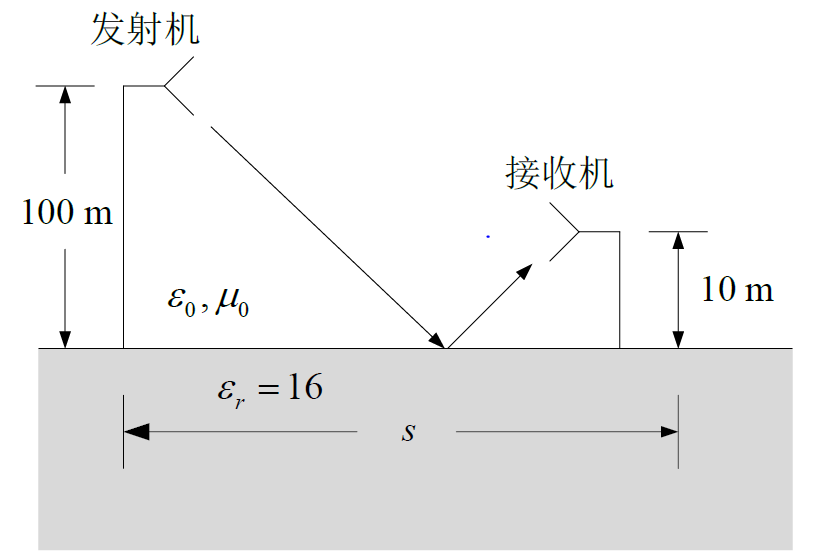 发射机
接收机
100 m
10 m
ε₀, μ₀
εᵣ = 16
s